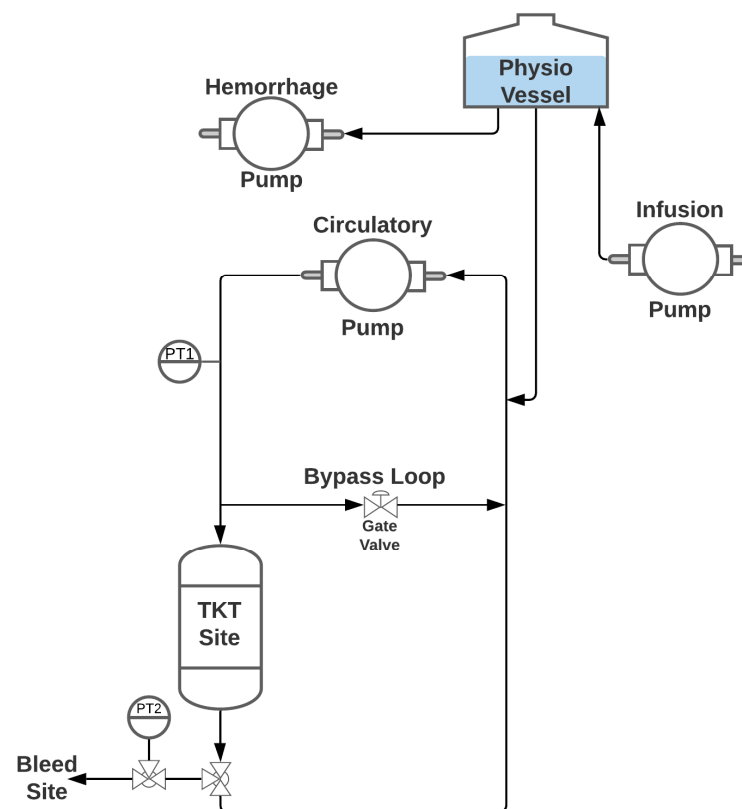 Physio
Vessel
Hemorrhage
Pump
Infusion
Pump
Circulatory
Pump
PT1
Bypass Loop
Gate
Valve
TKT
Site
PT2
Bleed
Site